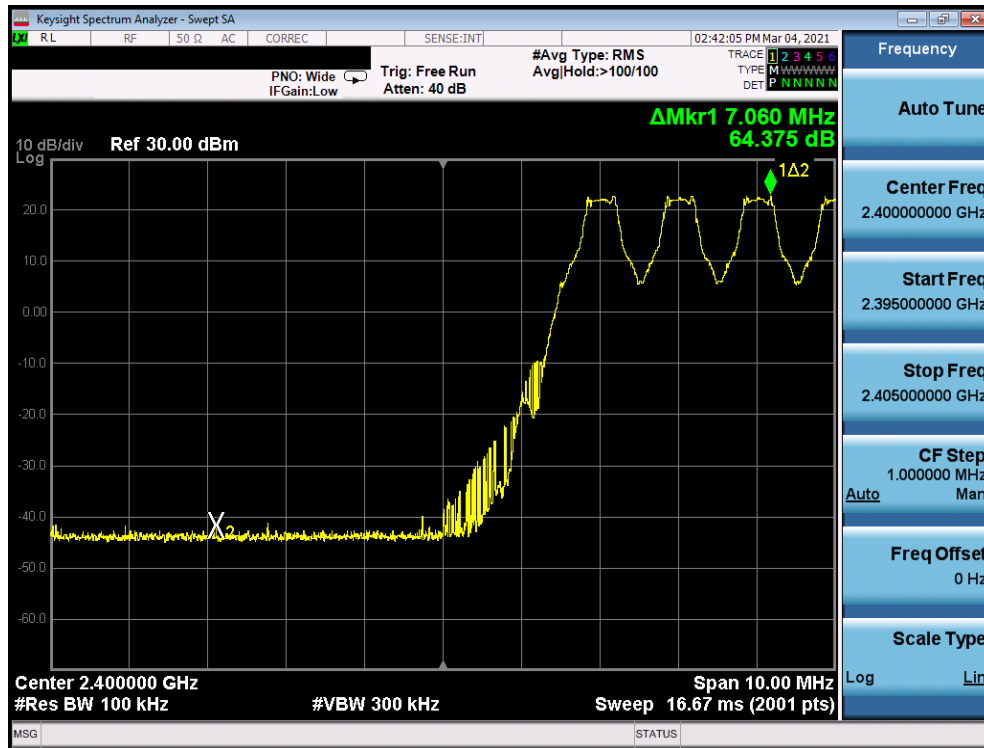 Keysight Spectrum Analyzer - Swept SA
LXI RL RF 50 Ω AC CORREC SENSE:INT 02:42:05 PM Mar 04, 2021
PNO: Wide
IFGain:Low
Trig: Free Run
Atten: 40 dB
#Avg Type: RMS
Avg|Hold:>100/100
TRACE 1 2 3 4 5 6
TYPE M WWWWW
DET P N N N N N
ΔMkr1 7.060 MHz
64.375 dB
10 dB/div Ref 30.00 dBm
Log
1Δ2
20.0
10.0
0.00
-10.0
-20.0
-30.0
-40.0
X2
-50.0
-60.0
Center 2.400000 GHz
Span 10.00 MHz
#Res BW 100 kHz
#VBW 300 kHz
Sweep 16.67 ms (2001 pts)
MSG
STATUS
Frequency
Auto Tune
Center Freq
2.400000000 GHz
Start Freq
2.395000000 GHz
Stop Freq
2.405000000 GHz
CF Step
1.000000 MHz
Auto Man
Freq Offset
0 Hz
Scale Type
Log Lin